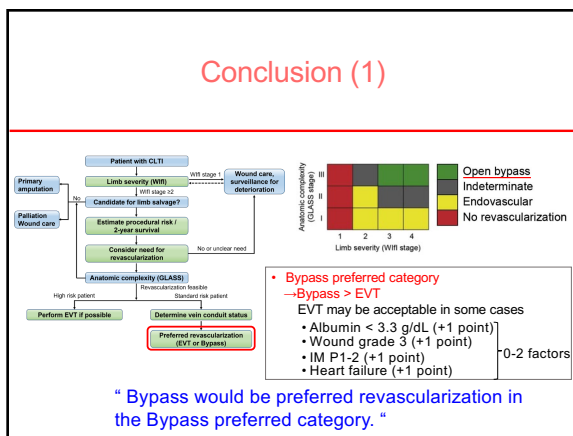 Conclusion (1)
Patient with CLTI
Limb severity (WIfI)
WIfI stage 1
Wound care,
surveillance for
deterioration
WIfI stage ≥2
Primary
amputation
No
Candidate for limb salvage?
Palliation
Wound care
Estimate procedural risk /
2-year survival
Consider need for
revascularization
No or unclear need
Anatomic complexity (GLASS)
Revascularization feasible
High risk patient
Standard risk patient
Perform EVT if possible
Determine vein conduit status
Preferred revascularization
(EVT or Bypass)
Anatomic complexity
(GLASS stage)
III
II
I
1 2 3 4
Limb severity (WIfI stage)
Open bypass
Indeterminate
Endovascular
No revascularization
• Bypass preferred category
→Bypass > EVT
EVT may be acceptable in some cases
• Albumin < 3.3 g/dL (+1 point)
• Wound grade 3 (+1 point)
• IM P1-2 (+1 point)
• Heart failure (+1 point)
0-2 factors
“ Bypass would be preferred revascularization in
the Bypass preferred category. “